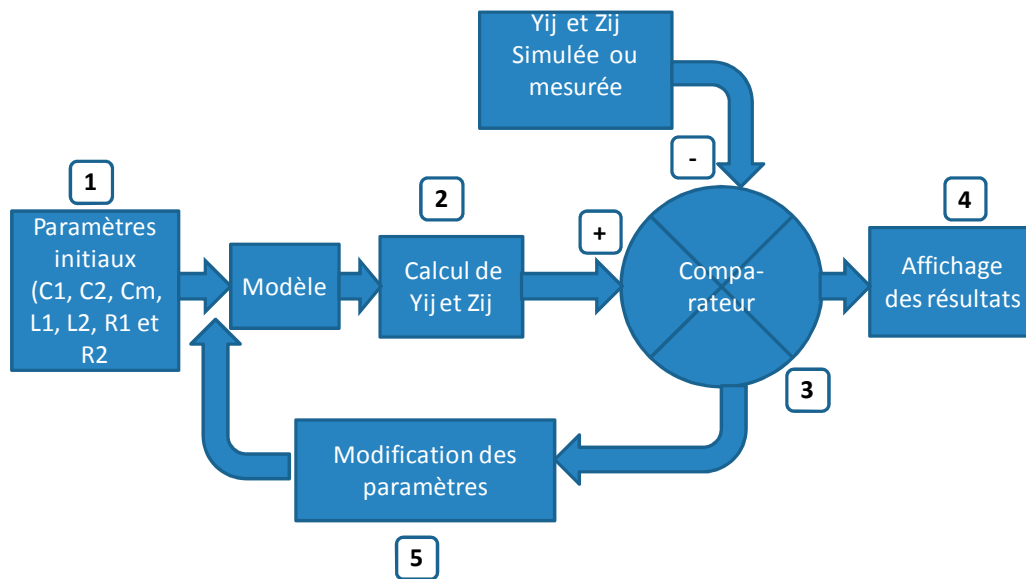 Yij et Zij
Simulée ou
mesurée
-
1
2
4
+
Paramètres
initiaux
(C1, C2, Cm,
L1, L2, R1 et
R2
Modèle
Calcul de
Yij et Zij
Compa-
rateur
Affichage
des résultats
3
Modification des
paramètres
5